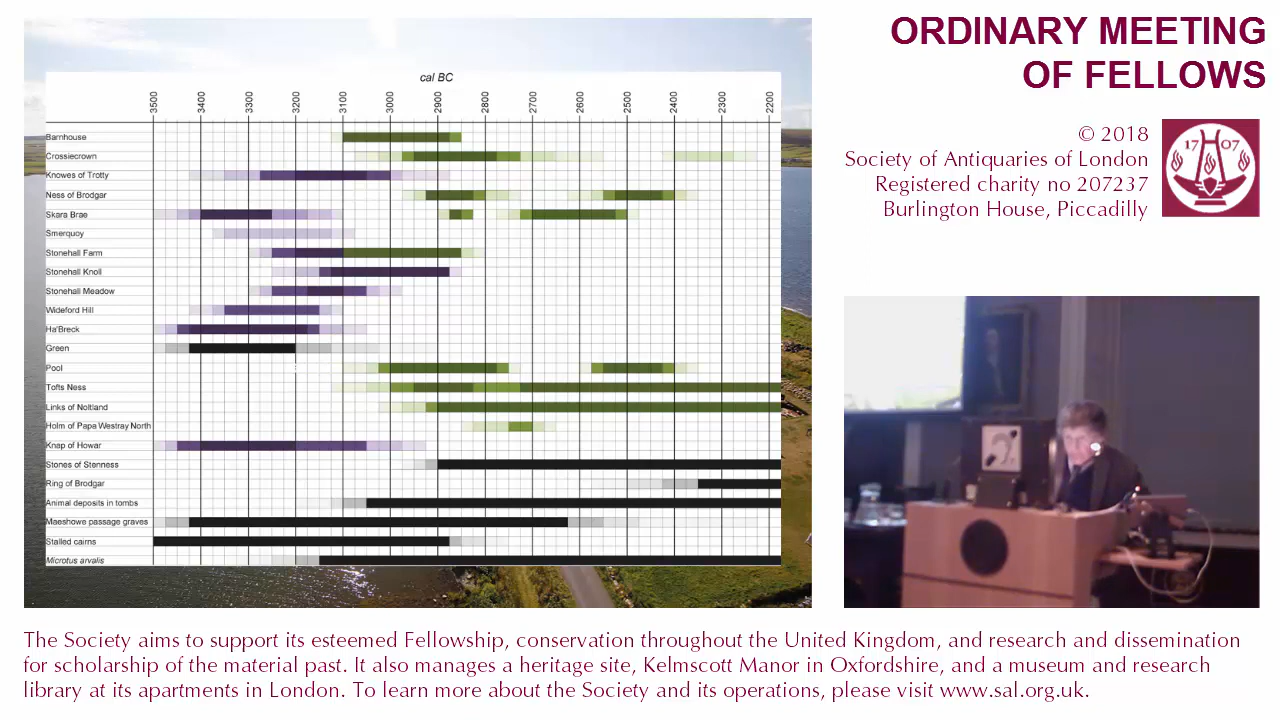 ORDINARY MEETING
OF FELLOWS
© 2018
Society of Antiquaries of London
Registered charity no 207237
Burlington House, Piccadilly
17 07
cal BC
3500 3400 3300 3200 3100 3000 2900 2800 2700 2600 2500 2400 2300 2200
Barnhouse
Crossiecrown
Knowes of Trotty
Ness of Brodgar
Skara Brae
Smerquoy
Stonehall Farm
Stonehall Knoll
Stonehall Meadow
Wideford Hill
Ha'Breck
Green
Pool
Tofts Ness
Links of Noltland
Holm of Papa Westray North
Knap of Howar
Stones of Stenness
Ring of Brodgar
Animal deposits in tombs
Maeshowe passage graves
Stalled cairns
Microtus arvalis
The Society aims to support its esteemed Fellowship, conservation throughout the United Kingdom, and research and dissemination
for scholarship of the material past. It also manages a heritage site, Kelmscott Manor in Oxfordshire, and a museum and research
library at its apartments in London. To learn more about the Society and its operations, please visit www.sal.org.uk.